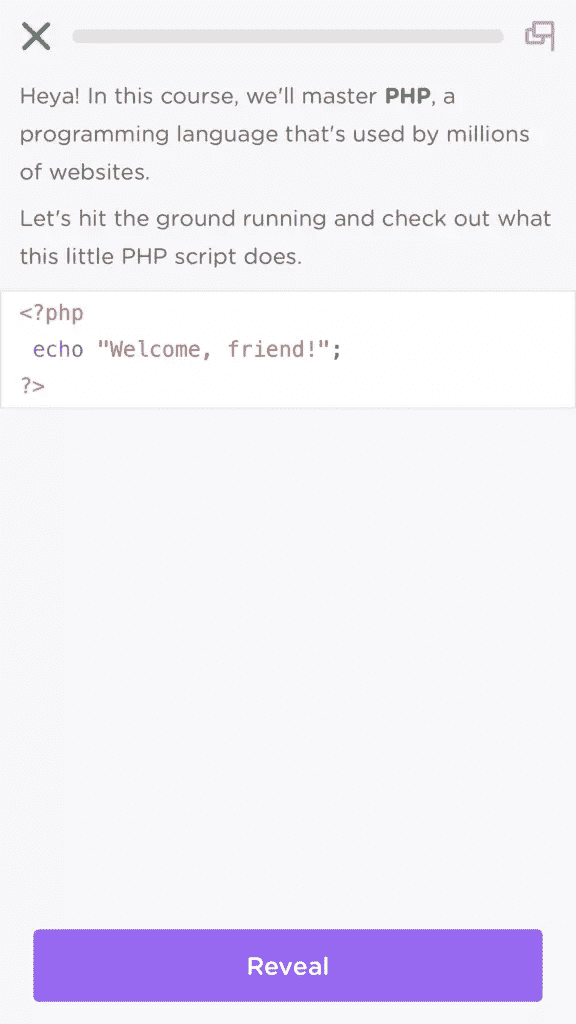 Heya! In this course, we'll master PHP, a
programming language that's used by millions
of websites.
Let's hit the ground running and check out what
this little PHP script does.
<?php
echo "Welcome, friend!";
?>
Reveal